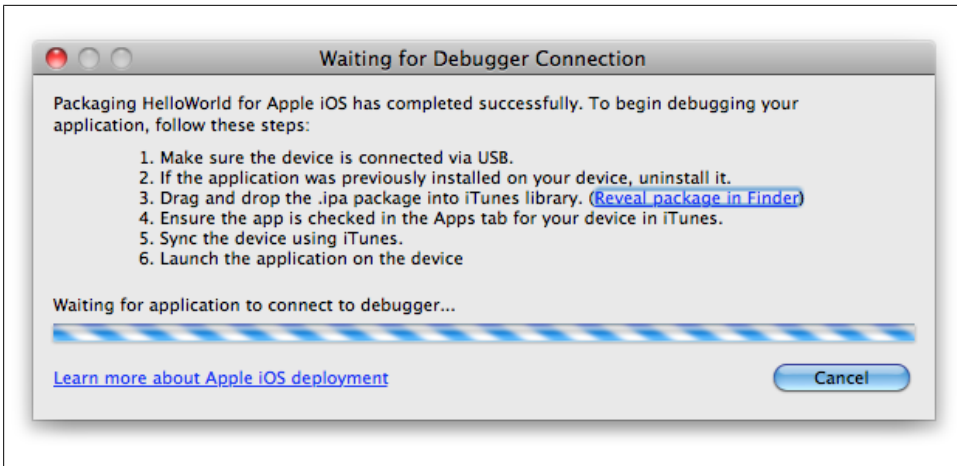 Waiting for Debugger Connection
Packaging HelloWorld for Apple iOS has completed successfully. To begin debugging your
application, follow these steps:
1. Make sure the device is connected via USB.
2. If the application was previously installed on your device, uninstall it.
3. Drag and drop the .ipa package into iTunes library. (Reveal package in Finder)
4. Ensure the app is checked in the Apps tab for your device in iTunes.
5. Sync the device using iTunes.
6. Launch the application on the device
Waiting for application to connect to debugger...
Learn more about Apple iOS deployment
Cancel